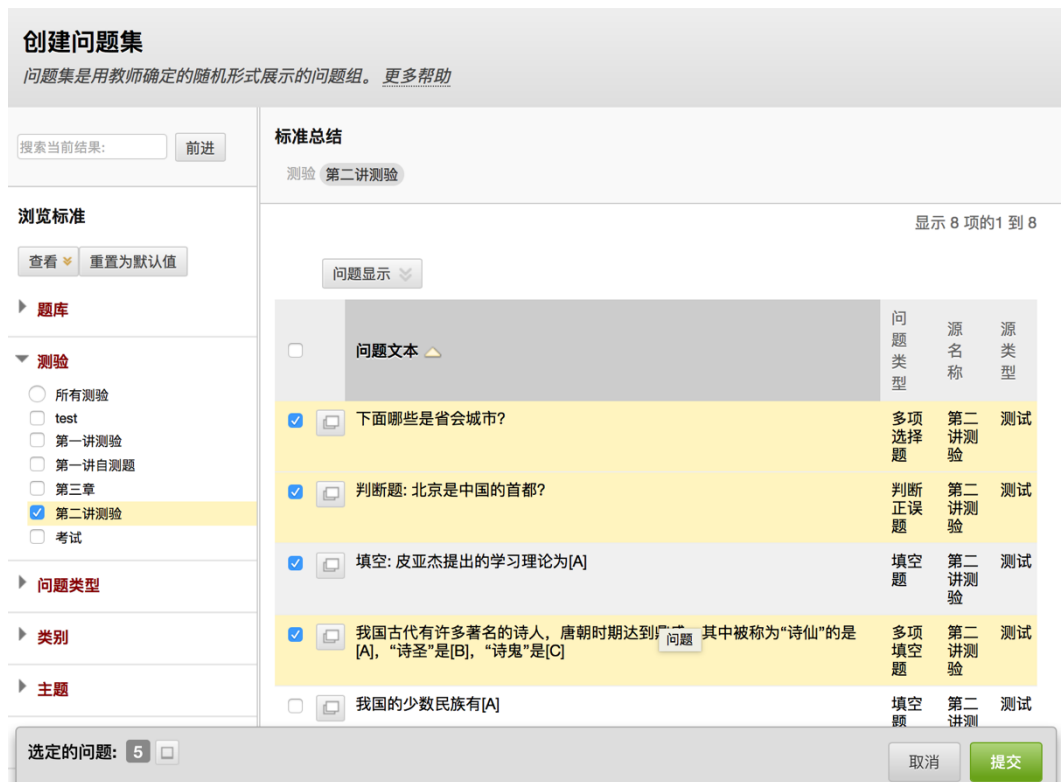 创建问题集
问题集是用教师确定的随机形式展示的问题组。 更多帮助
搜索当前结果:
前进
浏览标准
查看
重置为默认值
题库
测验
所有测验
test
第一讲测验
第一讲自测题
第三章
第二讲测验
考试
问题类型
类别
主题
标准总结
测验 第二讲测验
显示 8 项的1 到 8
问题显示
问题文本
问
题
类
型
源
名
称
源
类
型
下面哪些是省会城市?
多项
选择
题
第二
讲测
验
测试
判断题: 北京是中国的首都?
判断
正误
题
第二
讲测
验
测试
填空: 皮亚杰提出的学习理论为[A]
填空
题
第二
讲测
验
测试
我国古代有许多著名的诗人，唐朝时期达到 其中被称为“诗仙”的是
[A]，“诗圣”是[B]，“诗鬼”是[C]
问题
多项
填空
题
第二
讲测
验
测试
我国的少数民族有[A]
填空
题
第二
讲测
测试
选定的问题: 5
取消
提交